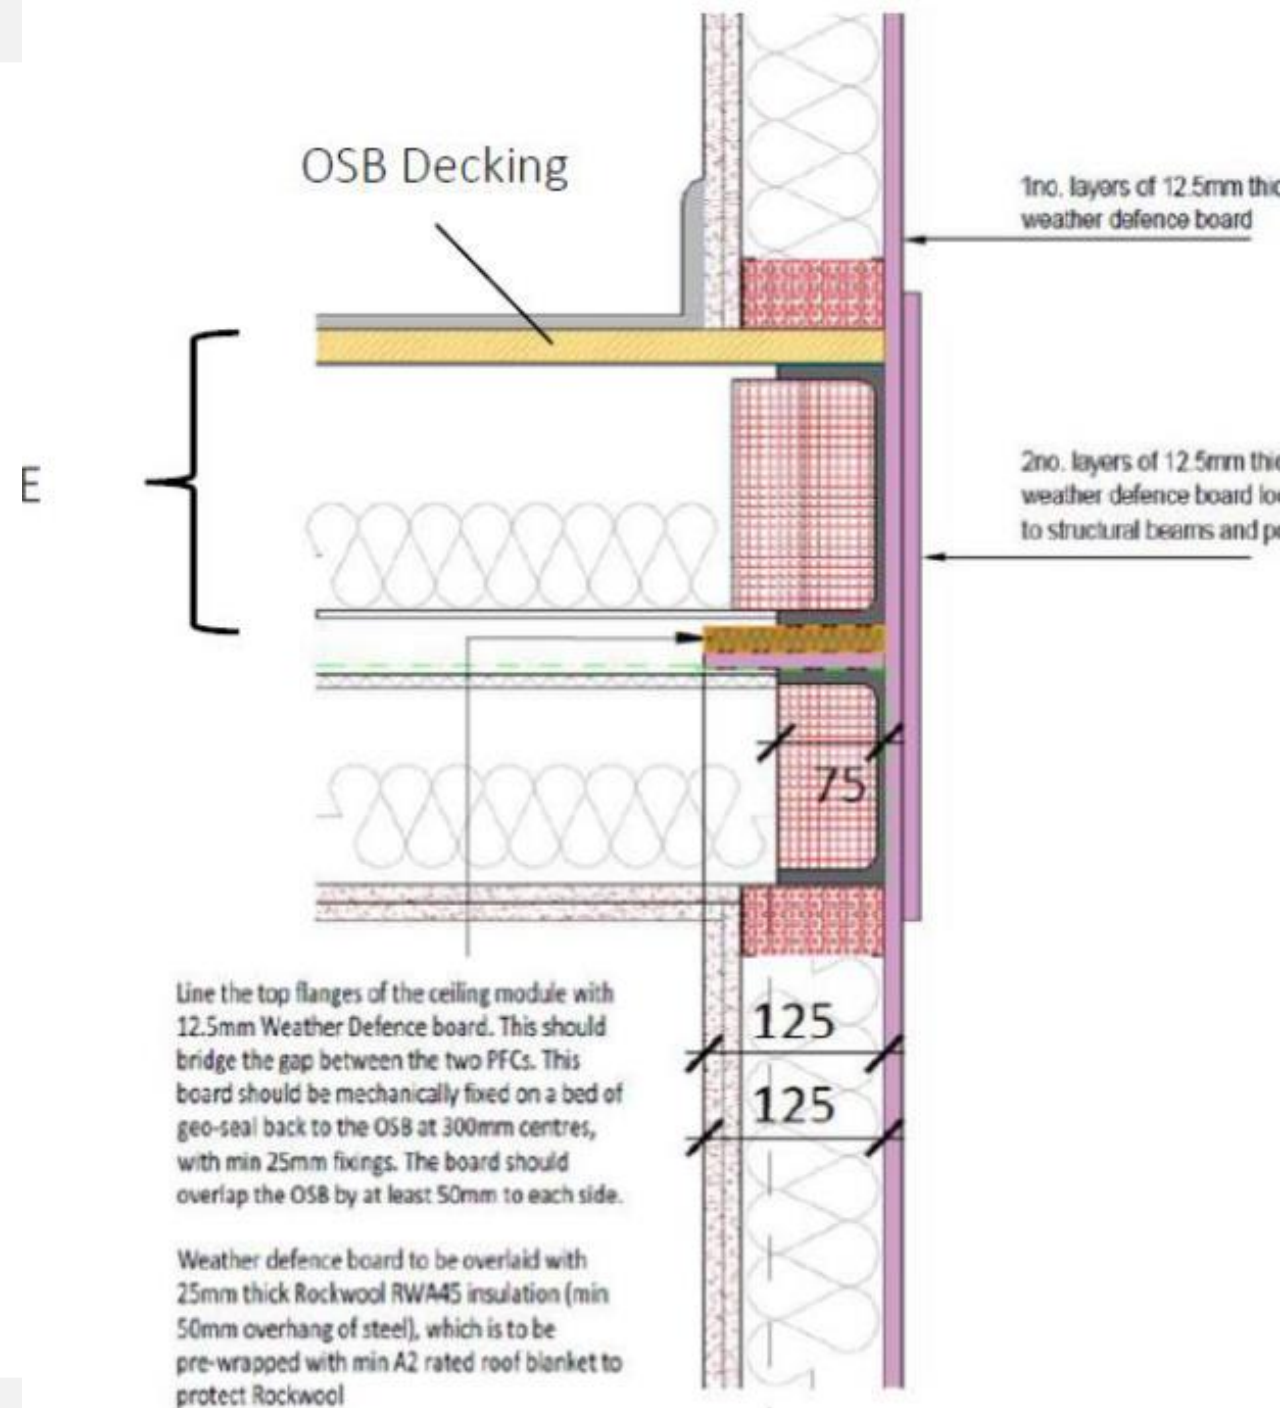 OSB Decking
1no. layers of 12.5mm thic
weather defence board
E
2no. layers of 12.5mm thic
weather defence board loc
to structural beams and po
75
Line the top flanges of the ceiling module with
12.5mm Weather Defence board. This should
bridge the gap between the two PFCs. This
board should be mechanically fixed on a bed of
geo-seal back to the OSB at 300mm centres,
with min 25mm fixings. The board should
overlap the OSB by at least 50mm to each side.
125
125
Weather defence board to be overlaid with
25mm thick Rockwool RWA45 insulation (min
50mm overhang of steel), which is to be
pre-wrapped with min A2 rated roof blanket to
protect Rockwool